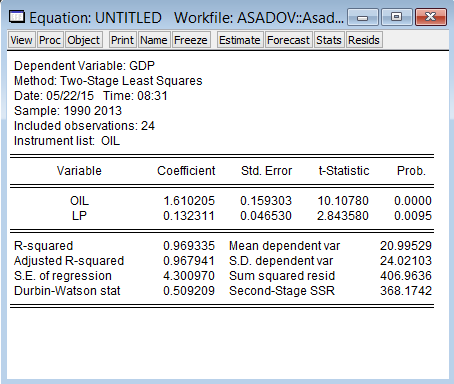 Equation: UNTITLED Workfile: ASADOV::Asad...
View Proc Object Print Name Freeze Estimate Forecast Stats Resids
Dependent Variable: GDP
Method: Two-Stage Least Squares
Date: 05/22/15 Time: 08:31
Sample: 1990 2013
Included observations: 24
Instrument list: OIL
Variable Coefficient Std. Error t-Statistic Prob.
OIL 1.610205 0.159303 10.10780 0.0000
LP 0.132311 0.046530 2.843580 0.0095
R-squared 0.969335 Mean dependent var 20.99529
Adjusted R-squared 0.967941 S.D. dependent var 24.02103
S.E. of regression 4.300970 Sum squared resid 406.9636
Durbin-Watson stat 0.509209 Second-Stage SSR 368.1742